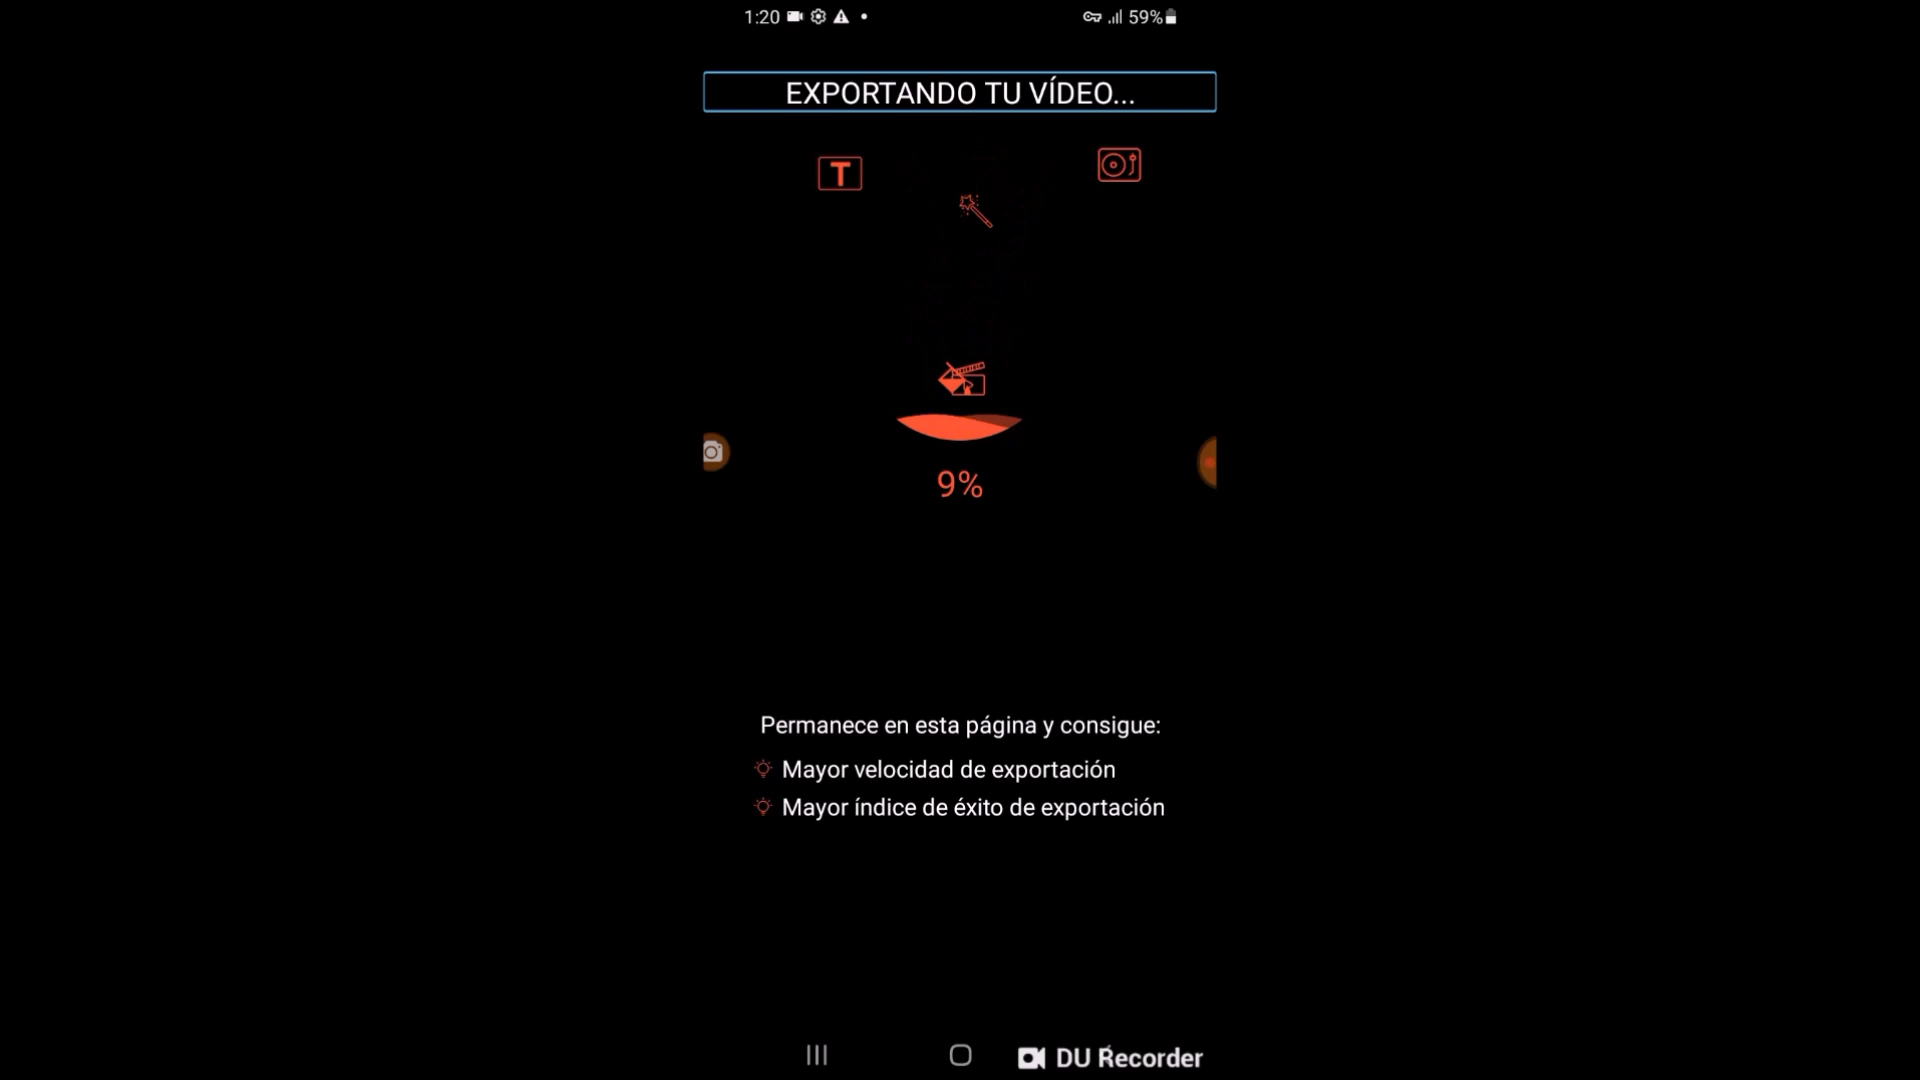 1:20
59%
EXPORTANDO TU VÍDEO...
T
9%
Permanece en esta página y consigue:
Mayor velocidad de exportación
Mayor índice de éxito de exportación
DU Recorder